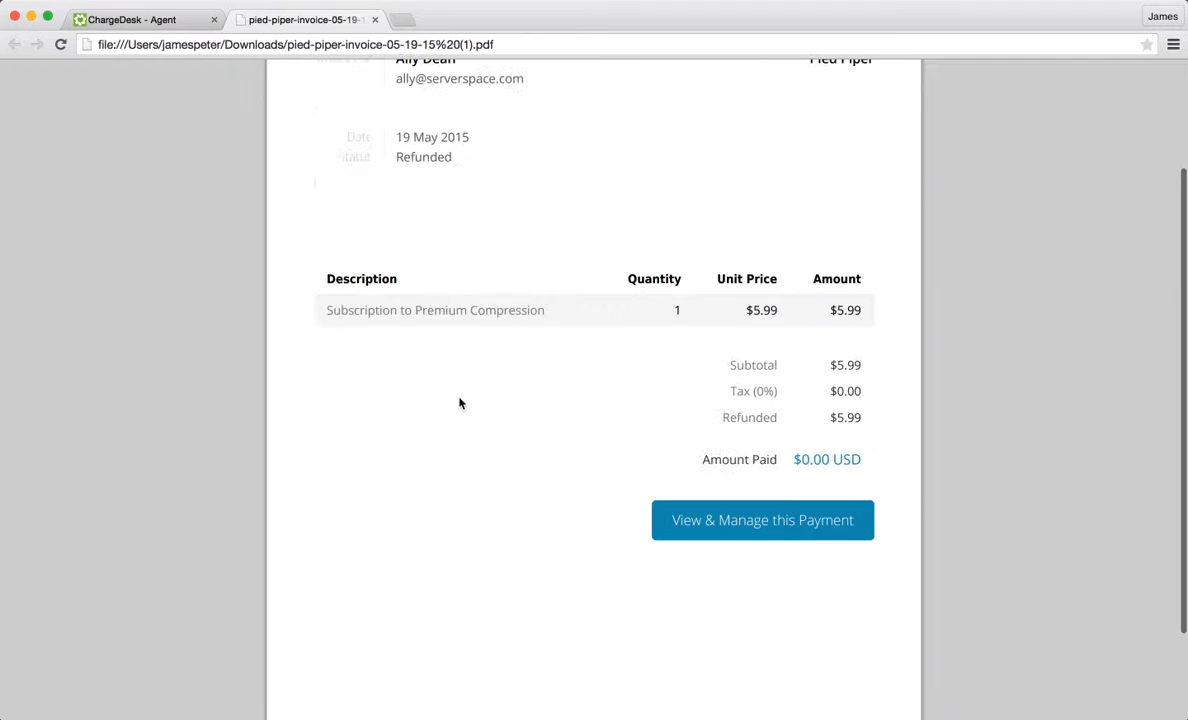 ChargeDesk - Agent
pied-piper-invoice-05-19-1
James
file:///Users/jamespeter/Downloads/pied-piper-invoice-05-19-15%20(1).pdf
Ally Dean
Pied Piper
ally@serverspace.com
Date
19 May 2015
Status
Refunded
Description Quantity Unit Price Amount
Subscription to Premium Compression 1 $5.99 $5.99
Subtotal $5.99
Tax (0%) $0.00
Refunded $5.99
Amount Paid $0.00 USD
View & Manage this Payment